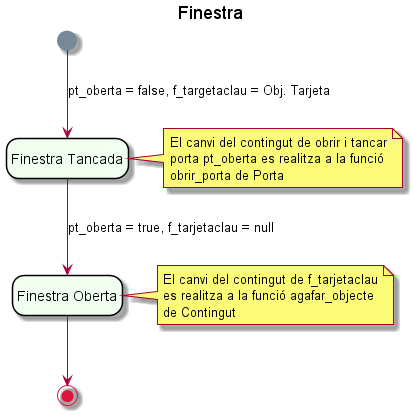 Finestra
pt_oberta = false, f_targetaclau = Obj. Tarjeta
Finestra Tancada
El canvi del contingut de obrir i tancar
porta pt_oberta es realitza a la funció
obrir_porta de Porta
pt_oberta = true, f_tarjetaclau = null
Finestra Oberta
El canvi del contingut de f_tarjetaclau
es realitza a la funció agafar_objecte
de Contingut